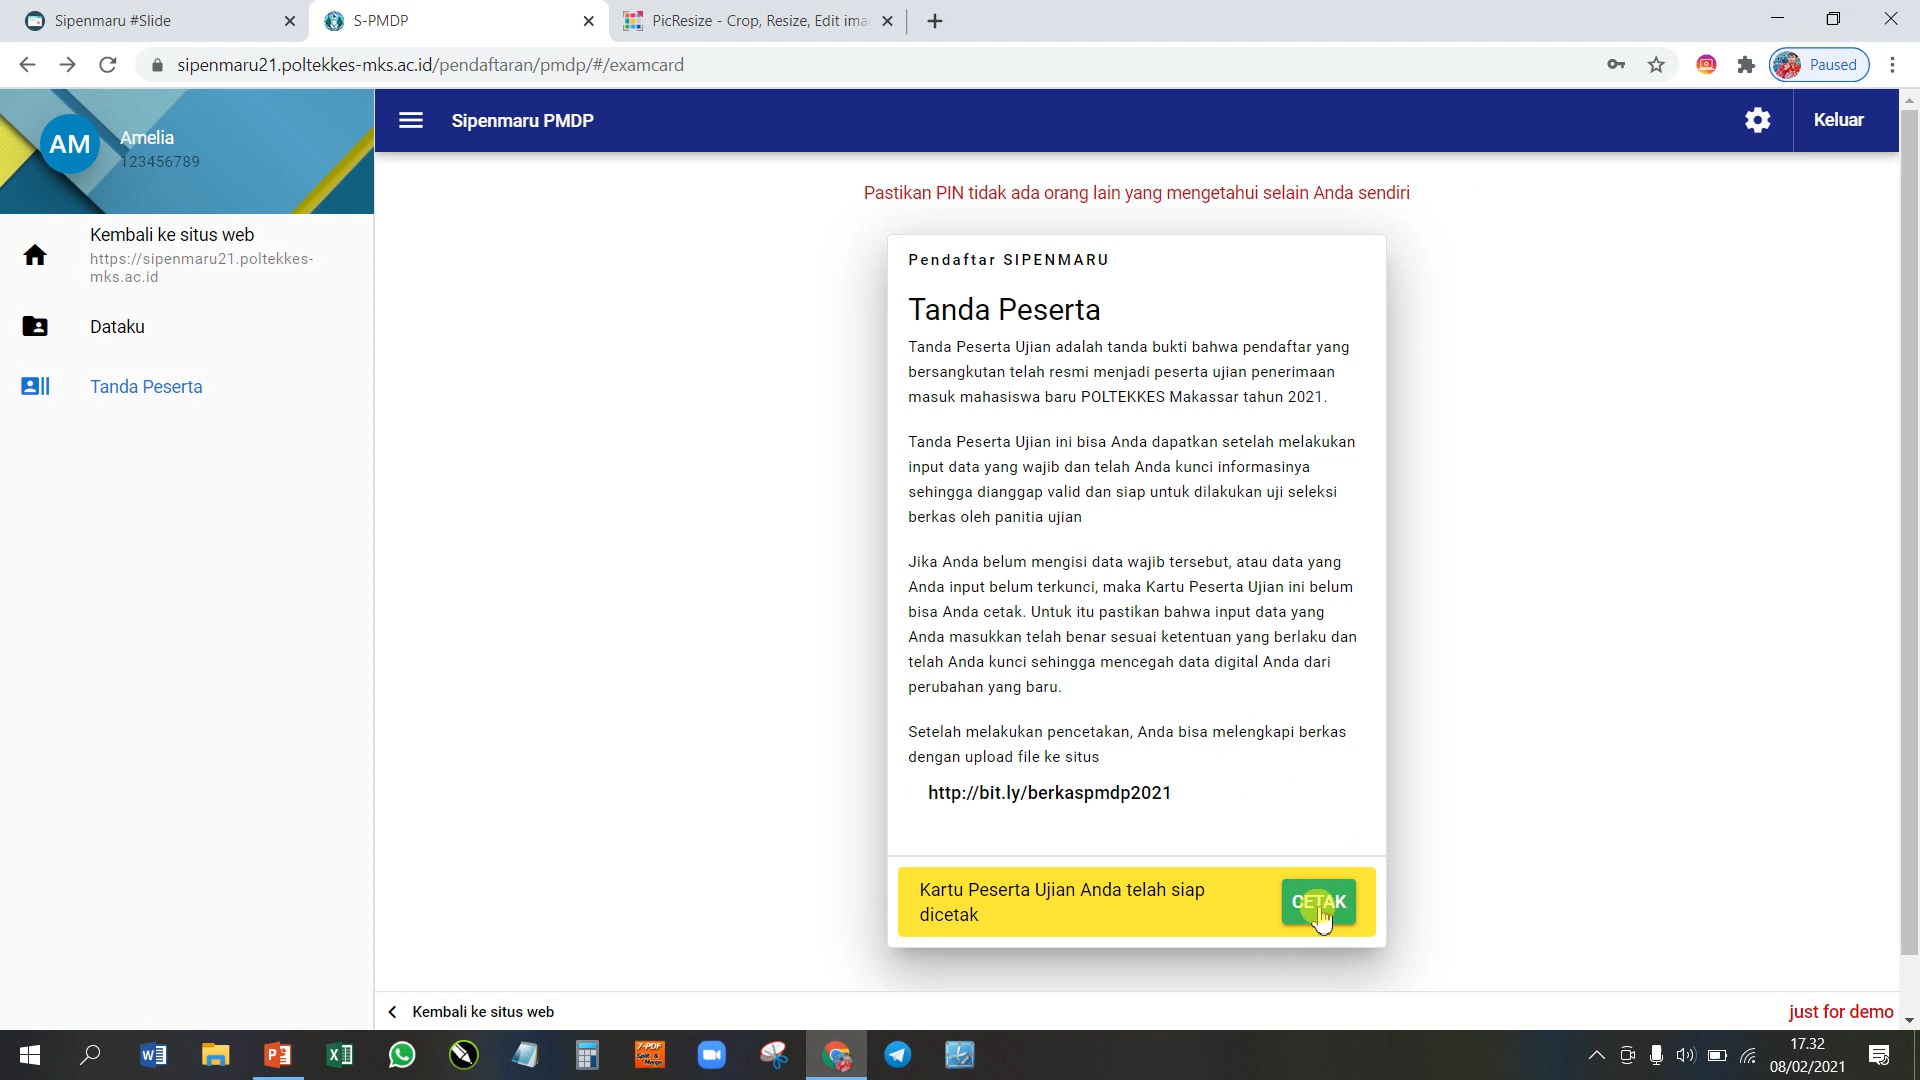 Sipenmaru #Slide
S-PMDP
PicResize - Crop, Resize, Edit ima
sipenmaru21.poltekkes-mks.ac.id/pendaftaran/pmdp/#/examcard
Paused
AM
Amelia
123456789
Sipenmaru PMDP
Keluar
Kembali ke situs web
https://sipenmaru21.poltekkes-
mks.ac.id
Dataku
Tanda Peserta
Pastikan PIN tidak ada orang lain yang mengetahui selain Anda sendiri
Pendaftar SIPENMARU
Tanda Peserta
Tanda Peserta Ujian adalah tanda bukti bahwa pendaftar yang
bersangkutan telah resmi menjadi peserta ujian penerimaan
masuk mahasiswa baru POLTEKKES Makassar tahun 2021.
Tanda Peserta Ujian ini bisa Anda dapatkan setelah melakukan
input data yang wajib dan telah Anda kunci informasinya
sehingga dianggap valid dan siap untuk dilakukan uji seleksi
berkas oleh panitia ujian
Jika Anda belum mengisi data wajib tersebut, atau data yang
Anda input belum terkunci, maka Kartu Peserta Ujian ini belum
bisa Anda cetak. Untuk itu pastikan bahwa input data yang
Anda masukkan telah benar sesuai ketentuan yang berlaku dan
telah Anda kunci sehingga mencegah data digital Anda dari
perubahan yang baru.
Setelah melakukan pencetakan, Anda bisa melengkapi berkas
dengan upload file ke situs
http://bit.ly/berkaspmdp2021
Kartu Peserta Ujian Anda telah siap
dicetak
CETAK
Kembali ke situs web
just for demo
7-PDF
Split &
Merge
17.32
08/02/2021